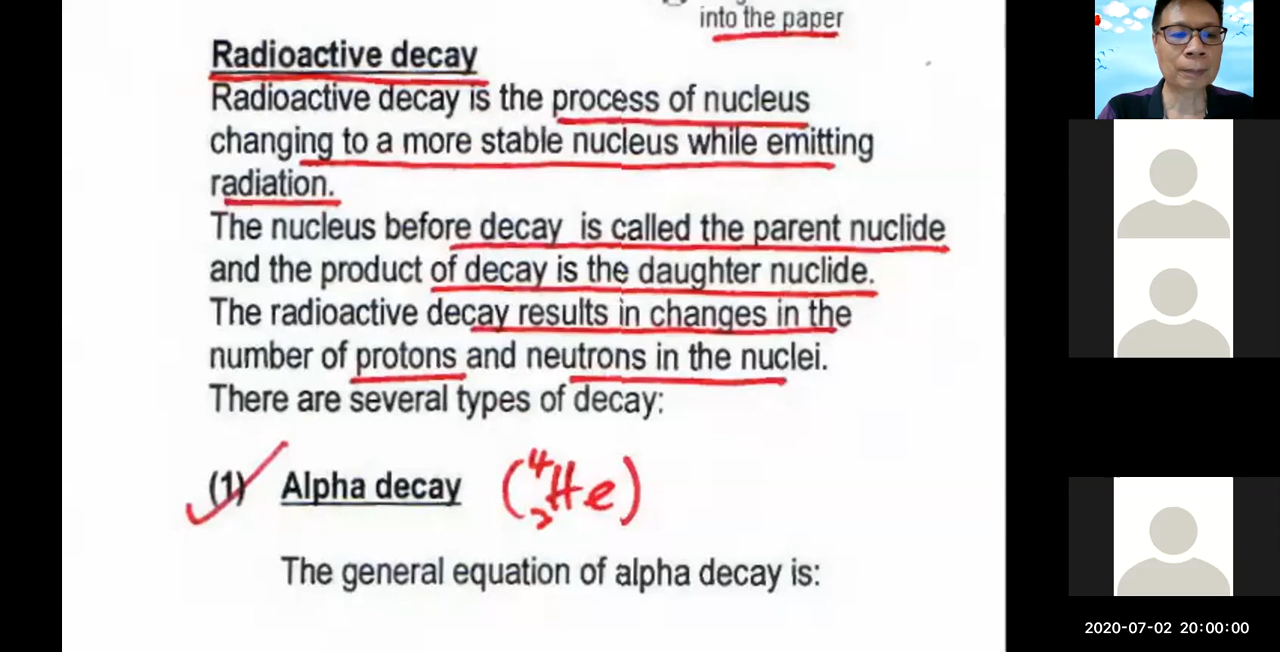 into the paper
Radioactive decay
Radioactive decay is the process of nucleus
changing to a more stable nucleus while emitting
radiation.
The nucleus before decay is called the parent nuclide
and the product of decay is the daughter nuclide.
The radioactive decay results in changes in the
number of protons and neutrons in the nuclei.
There are several types of decay:
(1) Alpha decay (⁴₂He)
The general equation of alpha decay is:
2020-07-02 20:00:00